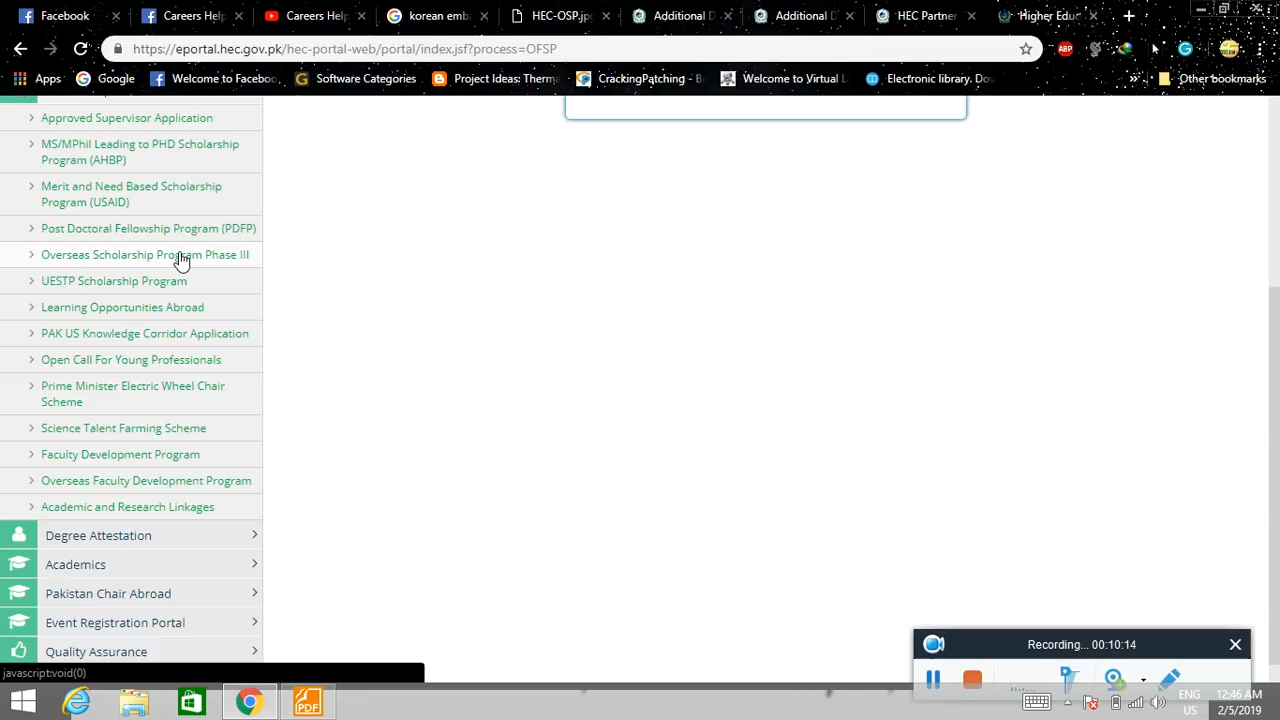 Facebook
Careers Help
Careers Help
korean emb
HEC-OSP.jp
Additional D
Additional D
HEC Partner
Higher Educ
https://eportal.hec.gov.pk/hec-portal-web/portal/index.jsf?process=OFSP
ABP
Apps
Google
Welcome to Faceboo
Software Categories
Project Ideas: Therma
CrackingPatching - B
Welcome to Virtual L
Electronic library. Do
Other bookmarks
Approved Supervisor Application
MS/MPhil Leading to PHD Scholarship
Program (AHBP)
Merit and Need Based Scholarship
Program (USAID)
Post Doctoral Fellowship Program (PDFP)
Overseas Scholarship Program Phase III
UESTP Scholarship Program
Learning Opportunities Abroad
PAK US Knowledge Corridor Application
Open Call For Young Professionals
Prime Minister Electric Wheel Chair
Scheme
Science Talent Farming Scheme
Faculty Development Program
Overseas Faculty Development Program
Academic and Research Linkages
Degree Attestation
Academics
Pakistan Chair Abroad
Event Registration Portal
Quality Assurance
javascript:void(0)
Recording... 00:10:14
PDF
ENG
US
12:46 AM
2/5/2019